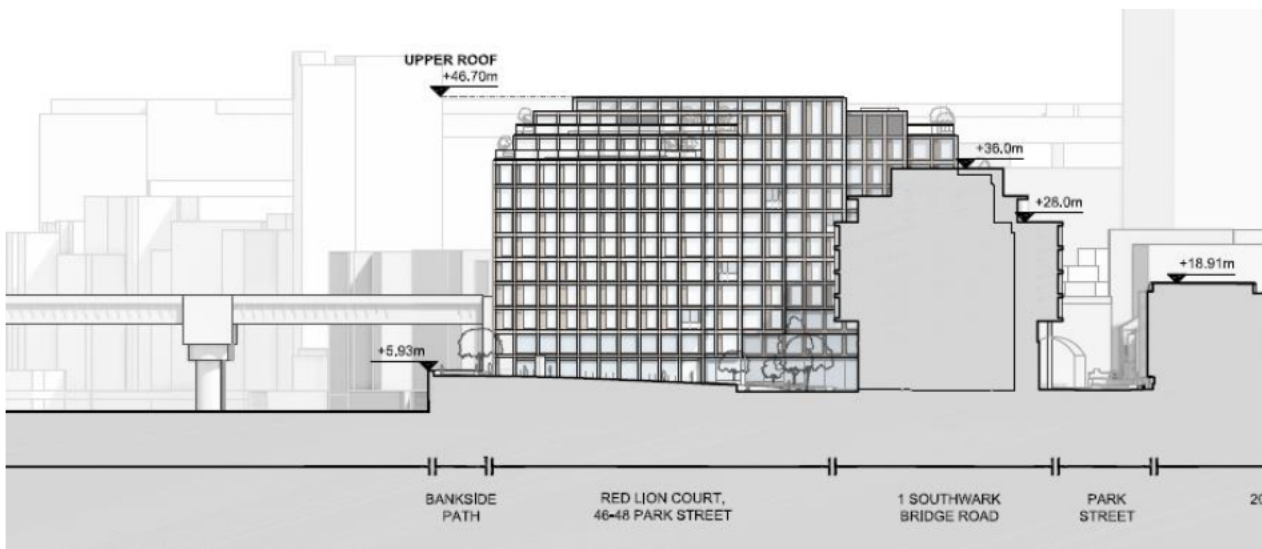 UPPER ROOF
+46.70m
+36.0m
+28.0m
+18.91m
+5.93m
BANKSIDE
PATH
RED LION COURT,
46-48 PARK STREET
1 SOUTHWARK
BRIDGE ROAD
PARK
STREET
20